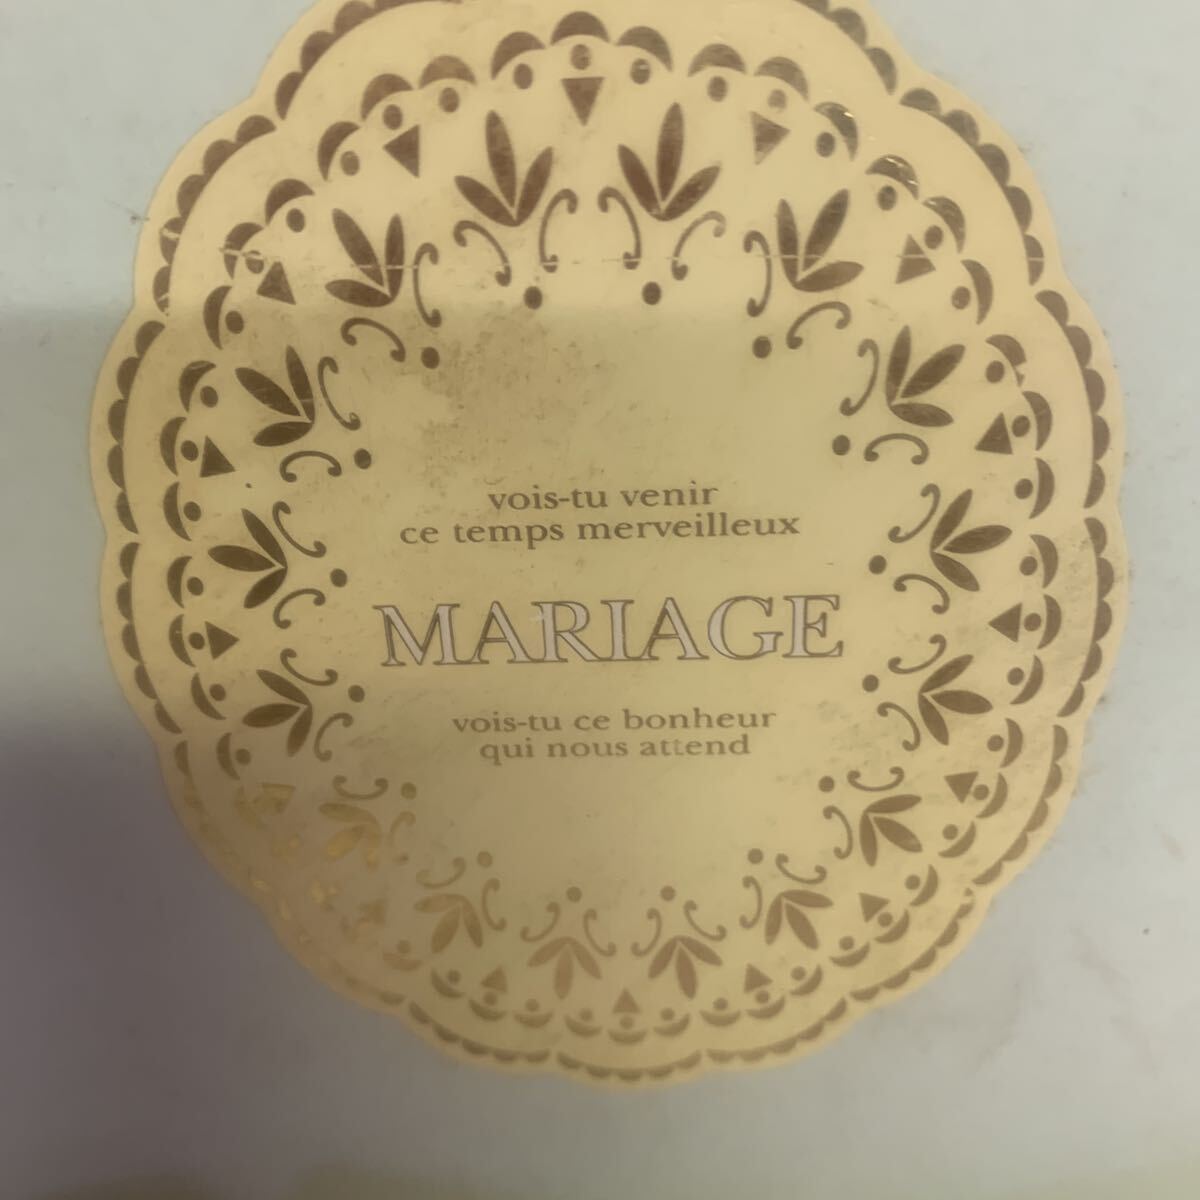 vois-tu venir
ce temps merveilleux
MARIAGE
vois-tu ce bonheur
qui nous attend